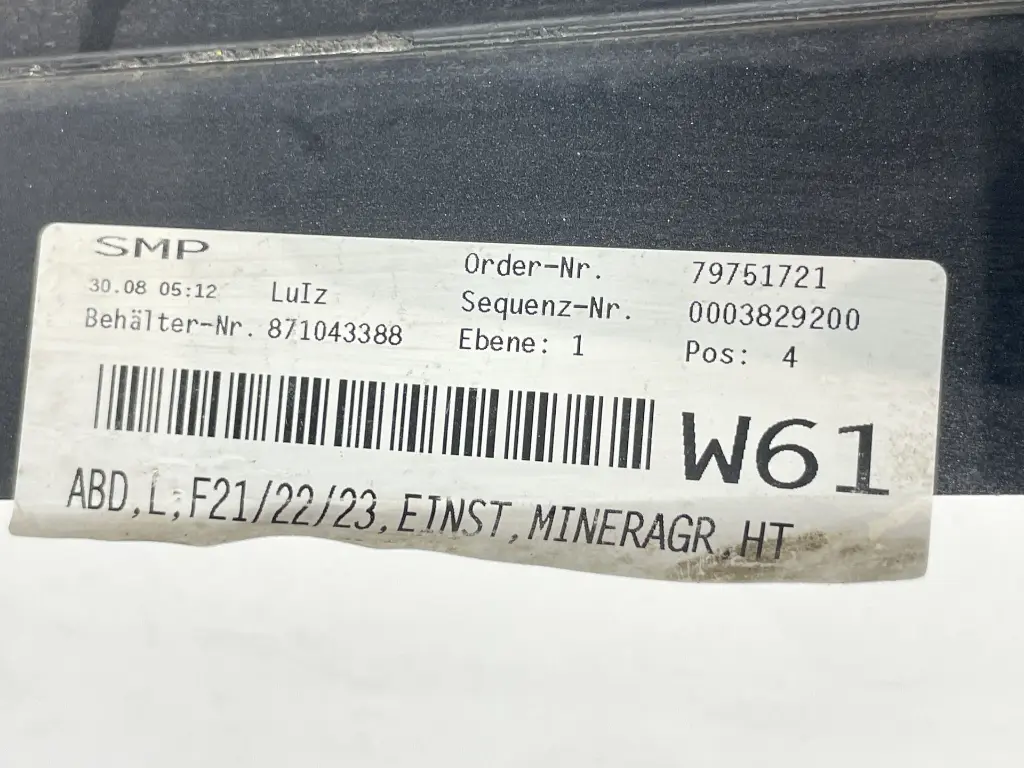 SMP
30.08 05:12 LuIz
Behälter-Nr. 871043388
Order-Nr. 79751721
Sequenz-Nr. 0003829200
Ebene: 1 Pos: 4
W61
ABD,L;F21/22/23,EINST,MINERAGR,HT